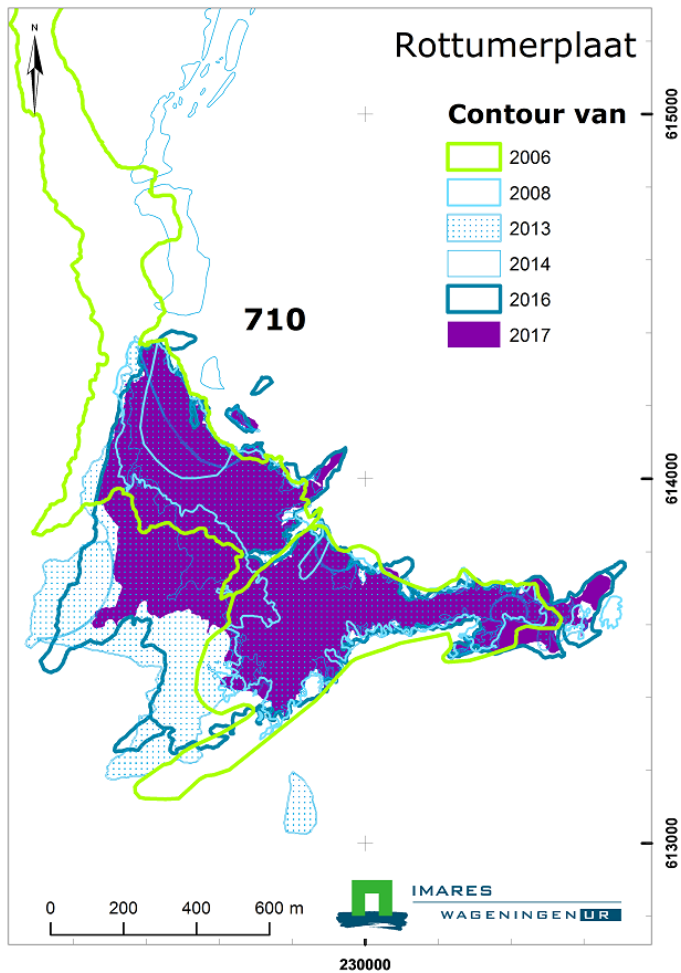 N
Rottumerplaat
Contour van
2006
2008
2013
2014
2016
2017
710
615000
614000
613000
0 200 400 600 m
IMARES
WAGENINGEN UR
230000